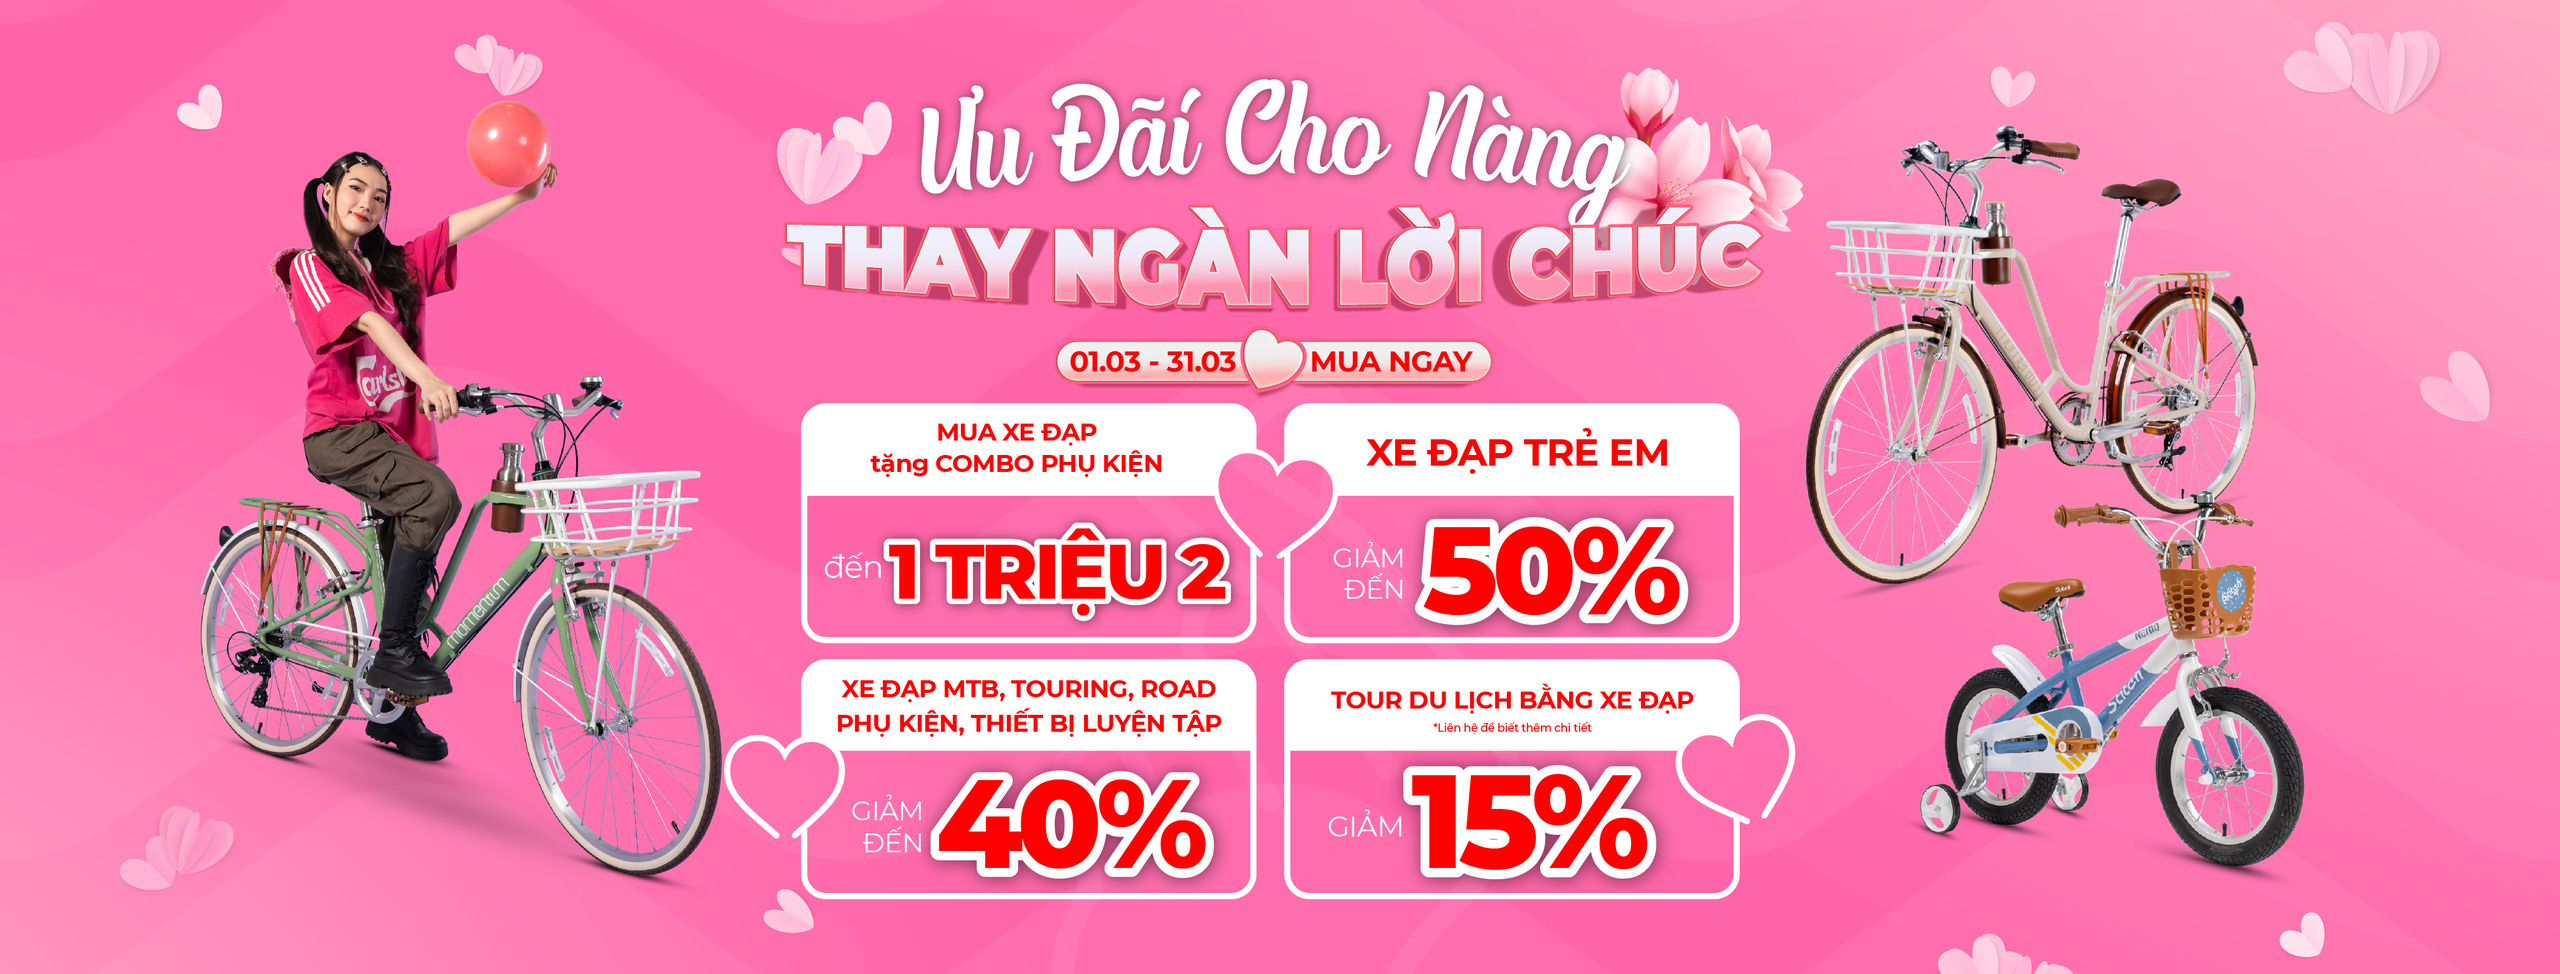 Ưu Đãi Cho Nàng
THAY NGÀN LỜI CHÚC
01.03 - 31.03 MUA NGAY
MUA XE ĐẠP
tặng COMBO PHỤ KIỆN
đến 1 TRIỆU 2
XE ĐẠP TRẺ EM
GIẢM ĐẾN 50%
XE ĐẠP MTB, TOURING, ROAD
PHỤ KIỆN, THIẾT BỊ LUYỆN TẬP
GIẢM ĐẾN 40%
TOUR DU LỊCH BẰNG XE ĐẠP
*Liên hệ để biết thêm chi tiết
GIẢM 15%
momentum